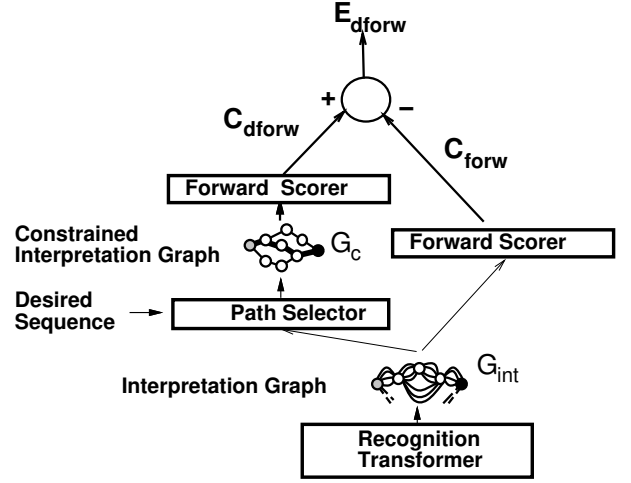 E_dforw
+
−
C_dforw
C_forw
Forward Scorer
Constrained
Interpretation Graph
G_c
Forward Scorer
Desired
Sequence
Path Selector
Interpretation Graph
G_int
Recognition
Transformer